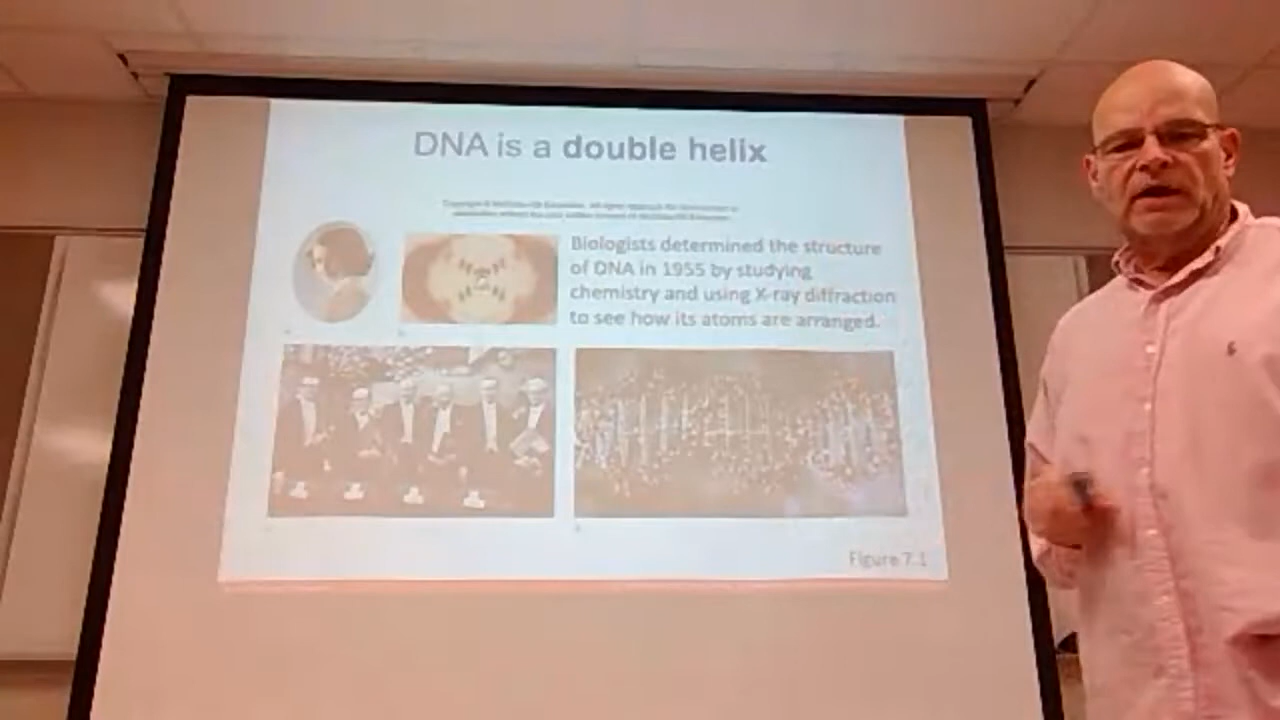 DNA is a double helix
Biologists determined the structure
of DNA in 1955 by studying
chemistry and using X-ray diffraction
to see how its atoms are arranged.
Figure 7.1